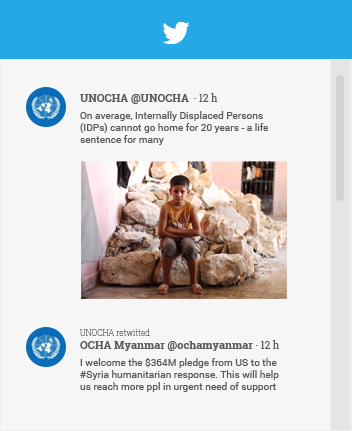 UNOCHA @UNOCHA · 12 h
On average, Internally Displaced Persons
(IDPs) cannot go home for 20 years - a life
sentence for many
UNOCHA retwitted
OCHA Myanmar @ochamyanmar · 12 h
I welcome the $364M pledge from US to the
#Syria humanitarian response. This will help
us reach more ppl in urgent need of support